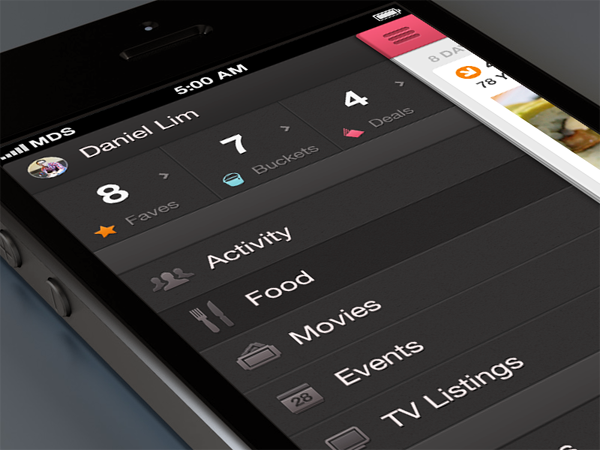 5:00 AM
MDS
Daniel Lim
8
Faves
7
Buckets
4
Deals
Activity
Food
Movies
28
Events
TV Listings
8 DA
78 Y